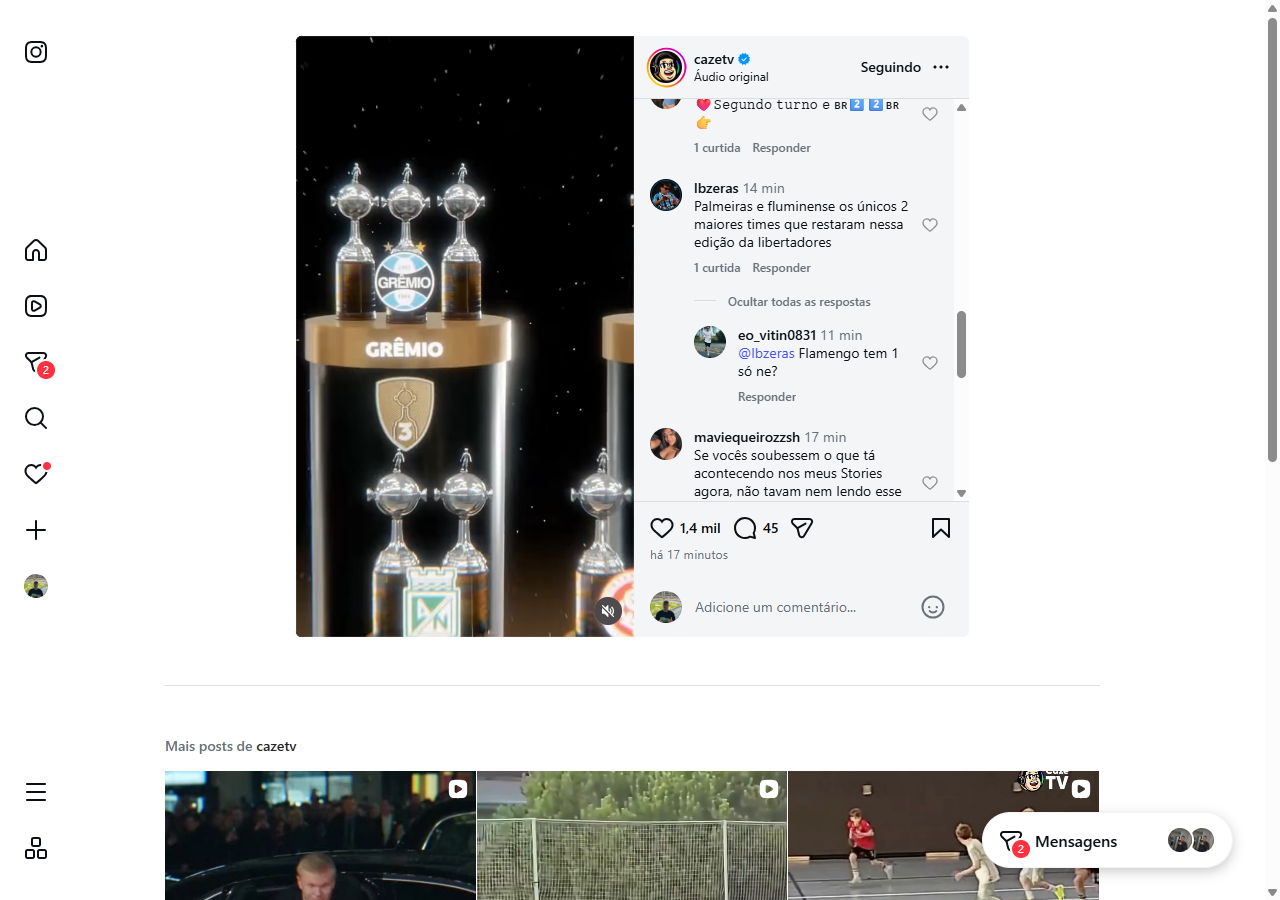 GRÊMIO
GRÊMIO
3
cazetv
Áudio original
Seguindo
❤️Segundo turno e ʙʀ2️⃣ 2️⃣ ʙʀ
👉
1 curtida Responder
lbzeras 14 min
Palmeiras e fluminense os únicos 2
maiores times que restaram nessa
edição da libertadores
1 curtida Responder
Ocultar todas as respostas
eo_vitin0831 11 min
@lbzeras Flamengo tem 1
só ne?
Responder
maviequeirozzsh 17 min
Se vocês soubessem o que tá
acontecendo nos meus Stories
agora, não tavam nem lendo esse
1,4 mil 45
há 17 minutos
Adicione um comentário...
2
Mais posts de cazetv
TV
2
Mensagens